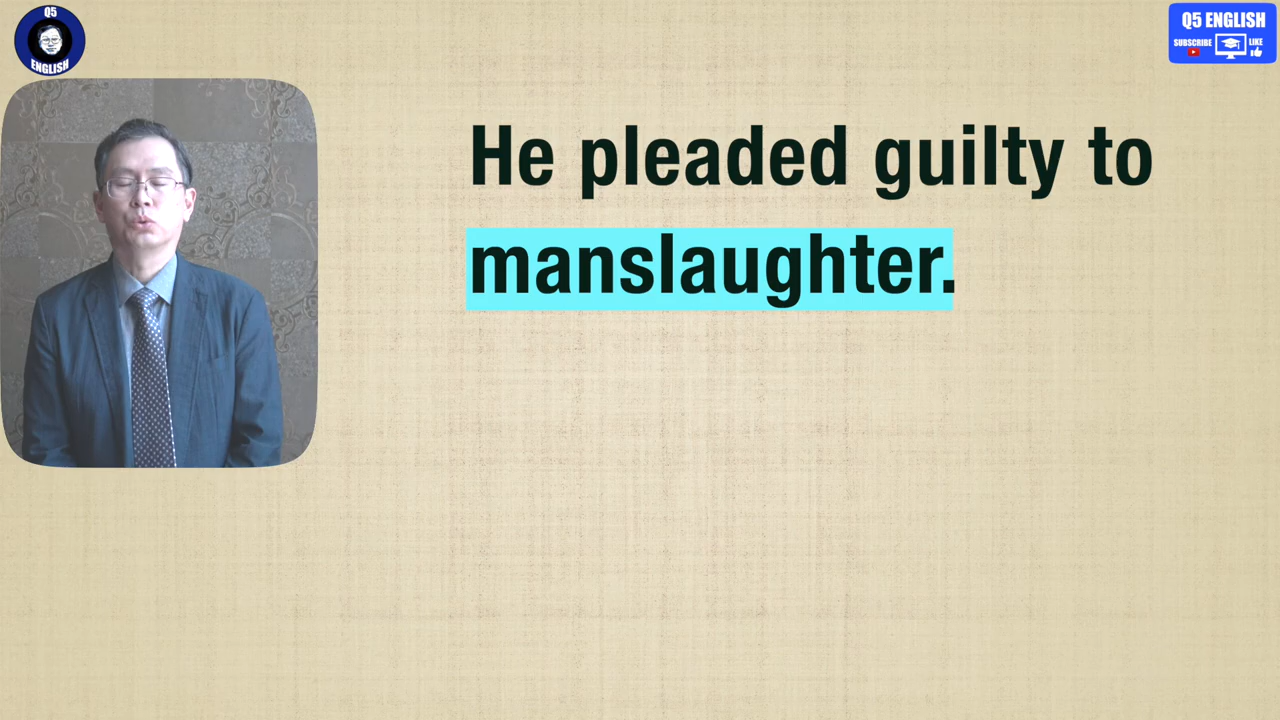 Q5
ENGLISH
Q5 ENGLISH
SUBSCRIBE
LIKE
He pleaded guilty to
manslaughter.